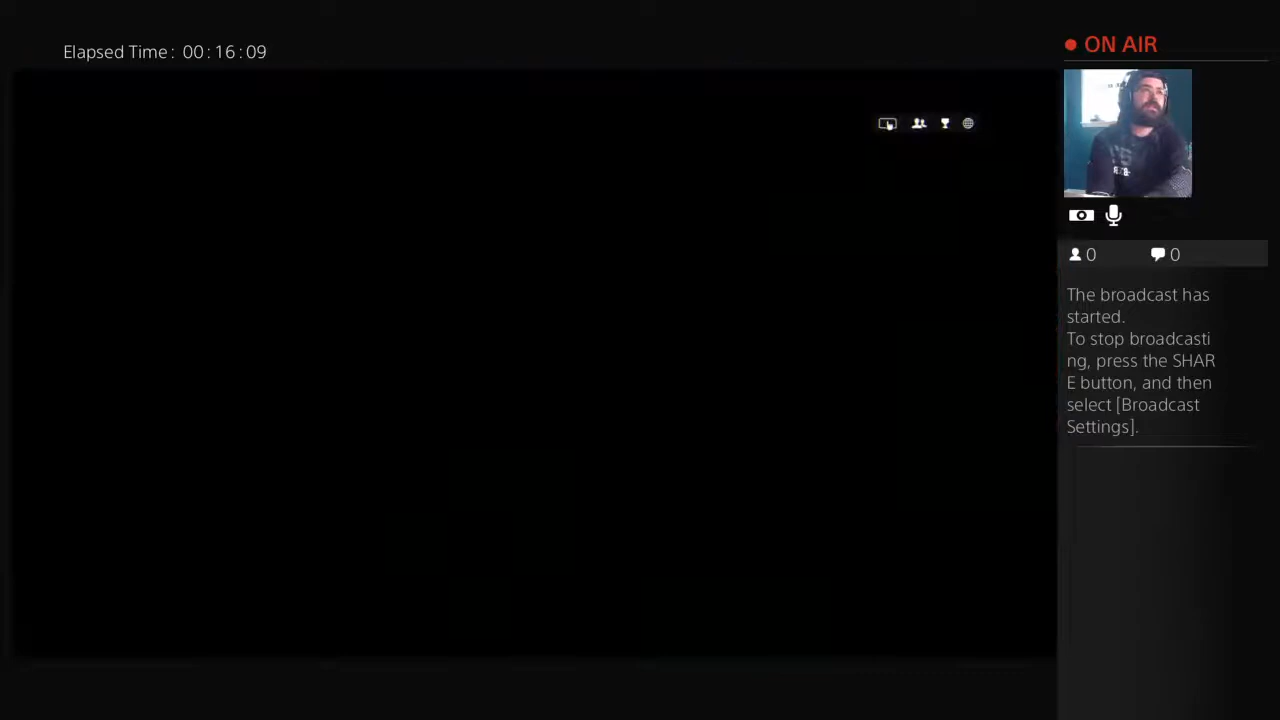 Elapsed Time: 00:16:09
ON AIR
0 0
The broadcast has
started.
To stop broadcasti
ng, press the SHAR
E button, and then
select [Broadcast
Settings].